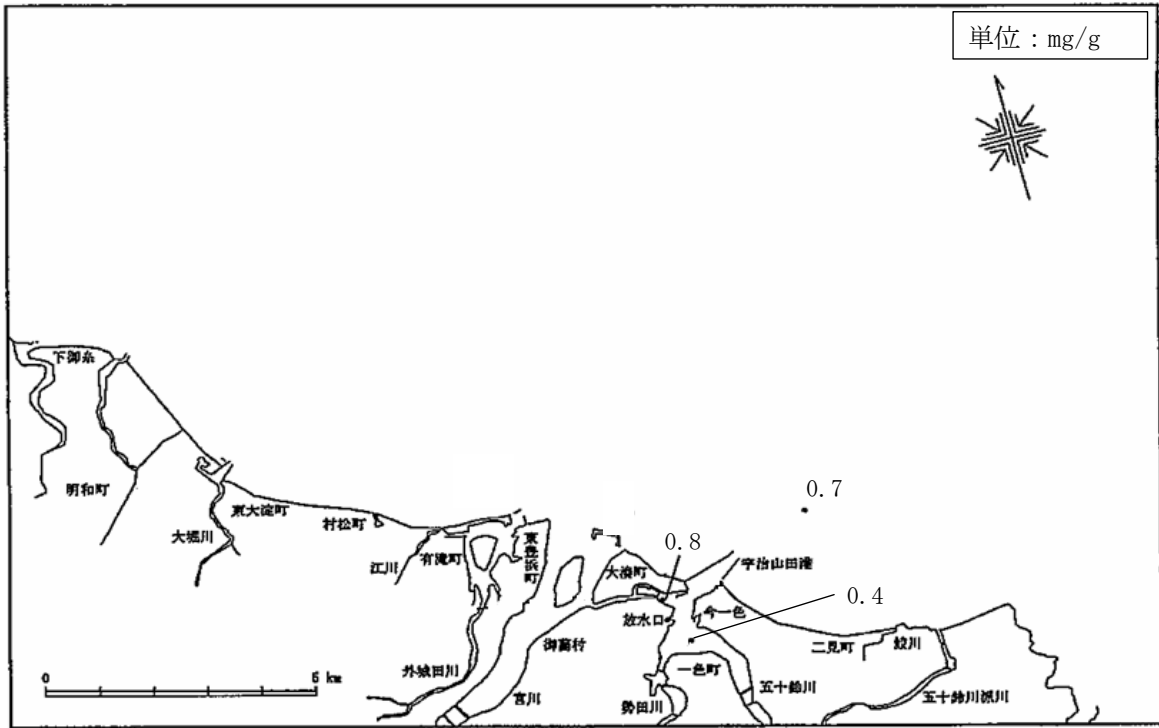 単位：mg/g
下御糸
明和町
大堀川
東大淀町
村松町
江川
有滝町
東豊浜町
外城田川
宮川
御薗村
大湊町
0.8
0.7
宇治山田港
放水口
今一色
0.4
一色町
勢田川
五十鈴川
二見町
鮫川
五十鈴川派川
0
5 km